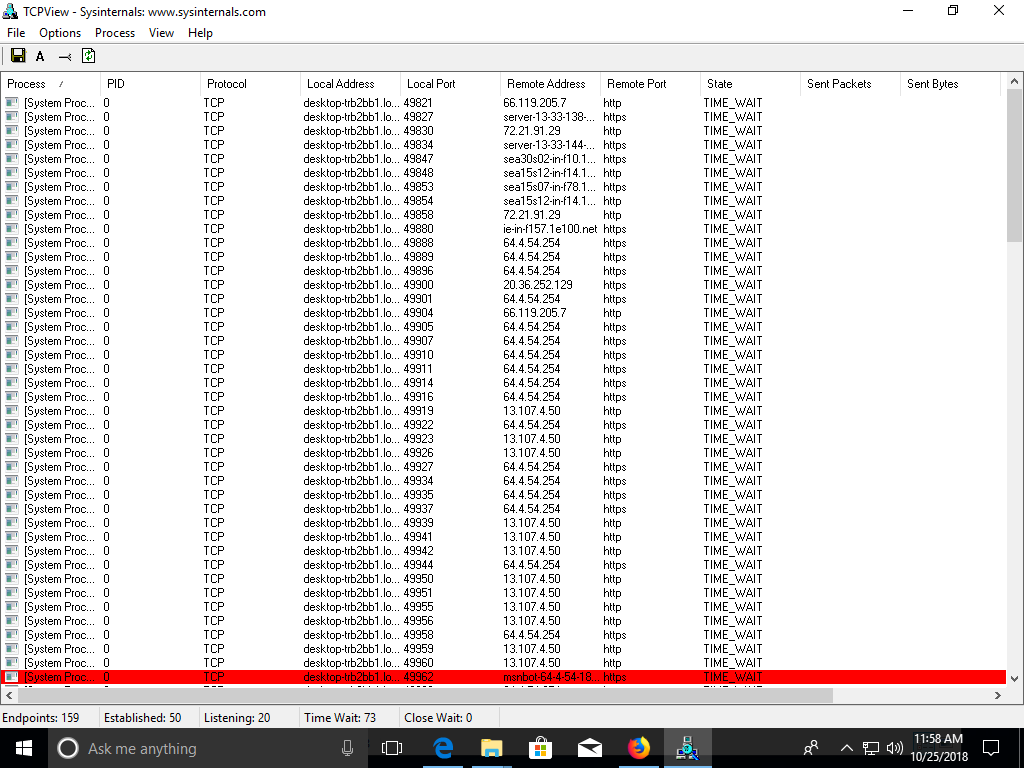 TCPView - Sysinternals: www.sysinternals.com
File Options Process View Help
A
Process / PID Protocol Local Address Local Port Remote Address Remote Port State Sent Packets Sent Bytes
[System Proc... 0 TCP desktop-trb2bb1.lo... 49821 66.119.205.7 http TIME_WAIT
[System Proc... 0 TCP desktop-trb2bb1.lo... 49827 server-13-33-138-... https TIME_WAIT
[System Proc... 0 TCP desktop-trb2bb1.lo... 49830 72.21.91.29 http TIME_WAIT
[System Proc... 0 TCP desktop-trb2bb1.lo... 49834 server-13-33-144-... https TIME_WAIT
[System Proc... 0 TCP desktop-trb2bb1.lo... 49847 sea30s02-in-f10.1... https TIME_WAIT
[System Proc... 0 TCP desktop-trb2bb1.lo... 49848 sea15s12-in-f14.1... http TIME_WAIT
[System Proc... 0 TCP desktop-trb2bb1.lo... 49853 sea15s07-in-f78.1... https TIME_WAIT
[System Proc... 0 TCP desktop-trb2bb1.lo... 49854 sea15s12-in-f14.1... http TIME_WAIT
[System Proc... 0 TCP desktop-trb2bb1.lo... 49858 72.21.91.29 http TIME_WAIT
[System Proc... 0 TCP desktop-trb2bb1.lo... 49880 ie-in-f157.1e100.net https TIME_WAIT
[System Proc... 0 TCP desktop-trb2bb1.lo... 49888 64.4.54.254 https TIME_WAIT
[System Proc... 0 TCP desktop-trb2bb1.lo... 49889 64.4.54.254 https TIME_WAIT
[System Proc... 0 TCP desktop-trb2bb1.lo... 49896 64.4.54.254 https TIME_WAIT
[System Proc... 0 TCP desktop-trb2bb1.lo... 49900 20.36.252.129 https TIME_WAIT
[System Proc... 0 TCP desktop-trb2bb1.lo... 49901 64.4.54.254 https TIME_WAIT
[System Proc... 0 TCP desktop-trb2bb1.lo... 49904 66.119.205.7 http TIME_WAIT
[System Proc... 0 TCP desktop-trb2bb1.lo... 49905 64.4.54.254 https TIME_WAIT
[System Proc... 0 TCP desktop-trb2bb1.lo... 49907 64.4.54.254 https TIME_WAIT
[System Proc... 0 TCP desktop-trb2bb1.lo... 49910 64.4.54.254 https TIME_WAIT
[System Proc... 0 TCP desktop-trb2bb1.lo... 49911 64.4.54.254 https TIME_WAIT
[System Proc... 0 TCP desktop-trb2bb1.lo... 49914 64.4.54.254 https TIME_WAIT
[System Proc... 0 TCP desktop-trb2bb1.lo... 49916 64.4.54.254 https TIME_WAIT
[System Proc... 0 TCP desktop-trb2bb1.lo... 49919 13.107.4.50 http TIME_WAIT
[System Proc... 0 TCP desktop-trb2bb1.lo... 49922 64.4.54.254 https TIME_WAIT
[System Proc... 0 TCP desktop-trb2bb1.lo... 49923 13.107.4.50 http TIME_WAIT
[System Proc... 0 TCP desktop-trb2bb1.lo... 49926 13.107.4.50 http TIME_WAIT
[System Proc... 0 TCP desktop-trb2bb1.lo... 49927 64.4.54.254 https TIME_WAIT
[System Proc... 0 TCP desktop-trb2bb1.lo... 49934 64.4.54.254 https TIME_WAIT
[System Proc... 0 TCP desktop-trb2bb1.lo... 49935 64.4.54.254 https TIME_WAIT
[System Proc... 0 TCP desktop-trb2bb1.lo... 49937 64.4.54.254 https TIME_WAIT
[System Proc... 0 TCP desktop-trb2bb1.lo... 49939 13.107.4.50 http TIME_WAIT
[System Proc... 0 TCP desktop-trb2bb1.lo... 49941 13.107.4.50 http TIME_WAIT
[System Proc... 0 TCP desktop-trb2bb1.lo... 49942 13.107.4.50 http TIME_WAIT
[System Proc... 0 TCP desktop-trb2bb1.lo... 49944 64.4.54.254 https TIME_WAIT
[System Proc... 0 TCP desktop-trb2bb1.lo... 49950 13.107.4.50 http TIME_WAIT
[System Proc... 0 TCP desktop-trb2bb1.lo... 49951 13.107.4.50 http TIME_WAIT
[System Proc... 0 TCP desktop-trb2bb1.lo... 49955 13.107.4.50 http TIME_WAIT
[System Proc... 0 TCP desktop-trb2bb1.lo... 49956 13.107.4.50 http TIME_WAIT
[System Proc... 0 TCP desktop-trb2bb1.lo... 49958 64.4.54.254 https TIME_WAIT
[System Proc... 0 TCP desktop-trb2bb1.lo... 49959 13.107.4.50 http TIME_WAIT
[System Proc... 0 TCP desktop-trb2bb1.lo... 49960 13.107.4.50 http TIME_WAIT
[System Proc... 0 TCP desktop-trb2bb1.lo... 49962 msnbot-64-4-54-18... https TIME_WAIT
Endpoints: 159 Established: 50 Listening: 20 Time Wait: 73 Close Wait: 0
Ask me anything
11:58 AM
10/25/2018